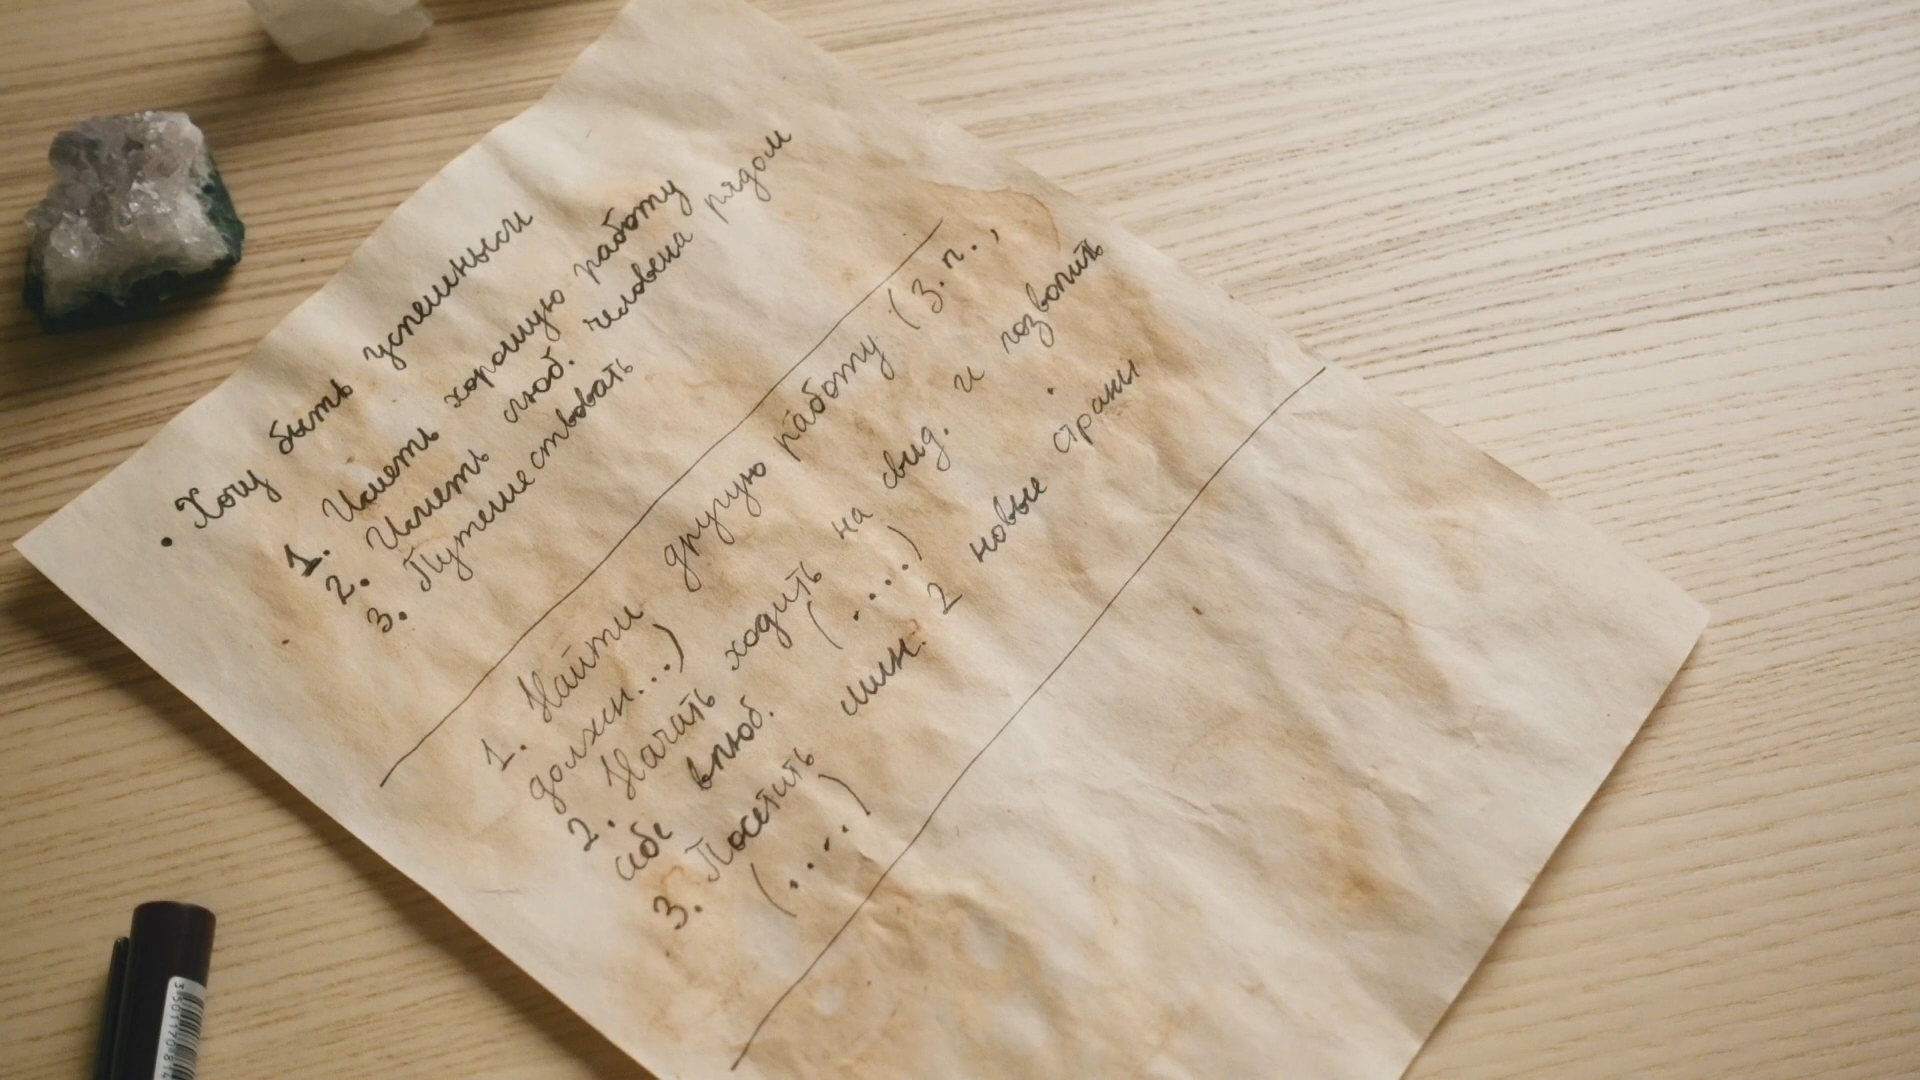 • Хочу быть успешным
1. Иметь хорошую работу
2. Иметь люб. человека рядом
3. Путешествовать
1. Найти другую работу (З.п.,
должн...)
2. Начать ходить на свид. и позволить
себе влюб. (....)
3. Посетить мин. 2 новые страны
(....)